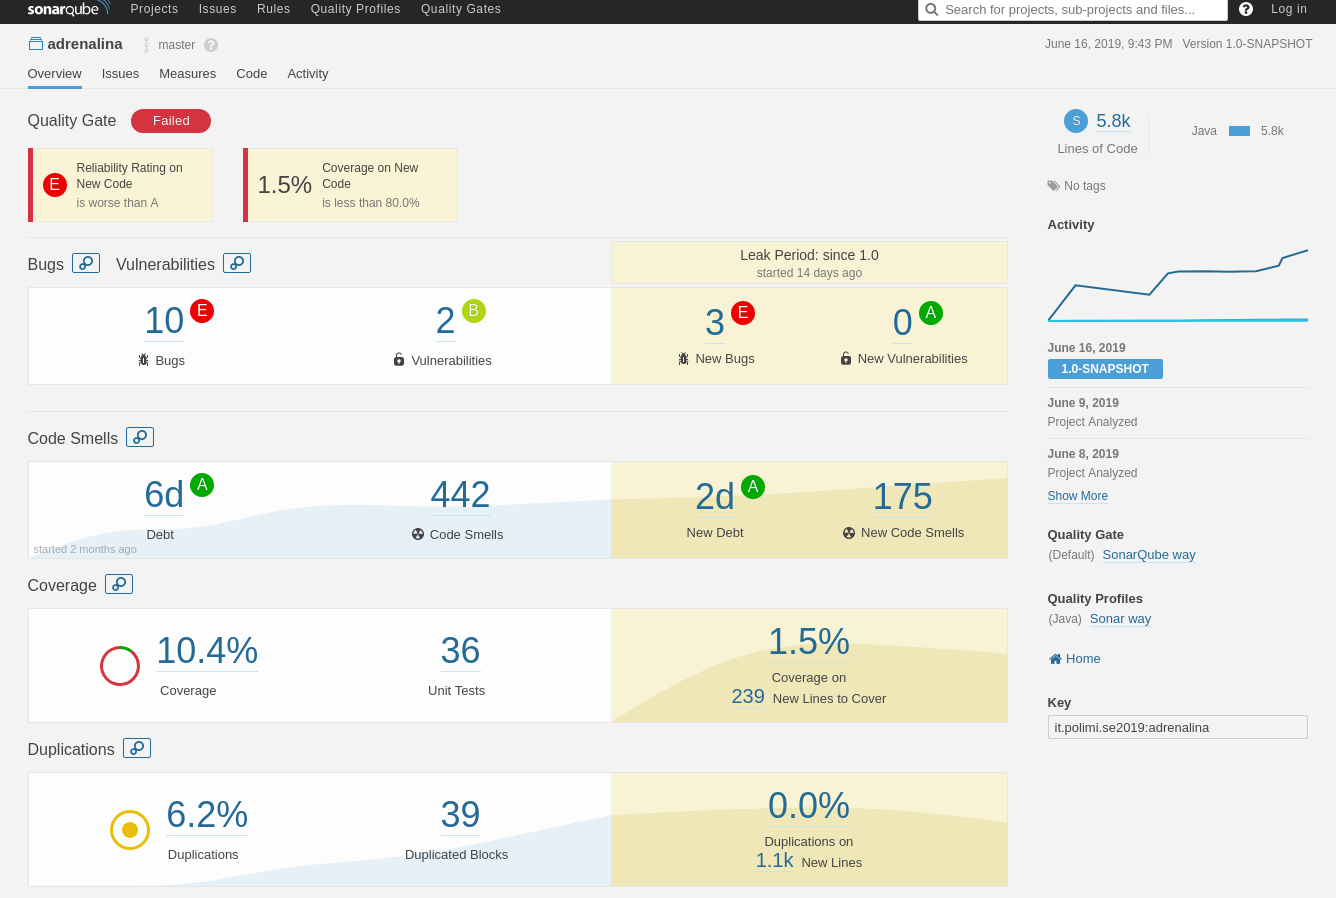 sonarqube Projects Issues Rules Quality Profiles Quality Gates Search for projects, sub-projects and files... ? Log in
adrenalina master ? June 16, 2019, 9:43 PM Version 1.0-SNAPSHOT
Overview Issues Measures Code Activity
Quality Gate Failed
E Reliability Rating on
New Code
is worse than A
1.5% Coverage on New
Code
is less than 80.0%
Bugs Vulnerabilities
Leak Period: since 1.0
started 14 days ago
10 E 2 B 3 E 0 A
Bugs Vulnerabilities New Bugs New Vulnerabilities
Code Smells
6d A 442 2d A 175
Debt Code Smells New Debt New Code Smells
started 2 months ago
Coverage
10.4% 36 1.5%
Coverage Unit Tests Coverage on
239 New Lines to Cover
Duplications
6.2% 39 0.0%
Duplications Duplicated Blocks Duplications on
1.1k New Lines
S 5.8k Java 5.8k
Lines of Code
No tags
Activity
June 16, 2019
1.0-SNAPSHOT
June 9, 2019
Project Analyzed
June 8, 2019
Project Analyzed
Show More
Quality Gate
(Default) SonarQube way
Quality Profiles
(Java) Sonar way
Home
Key
it.polimi.se2019:adrenalina